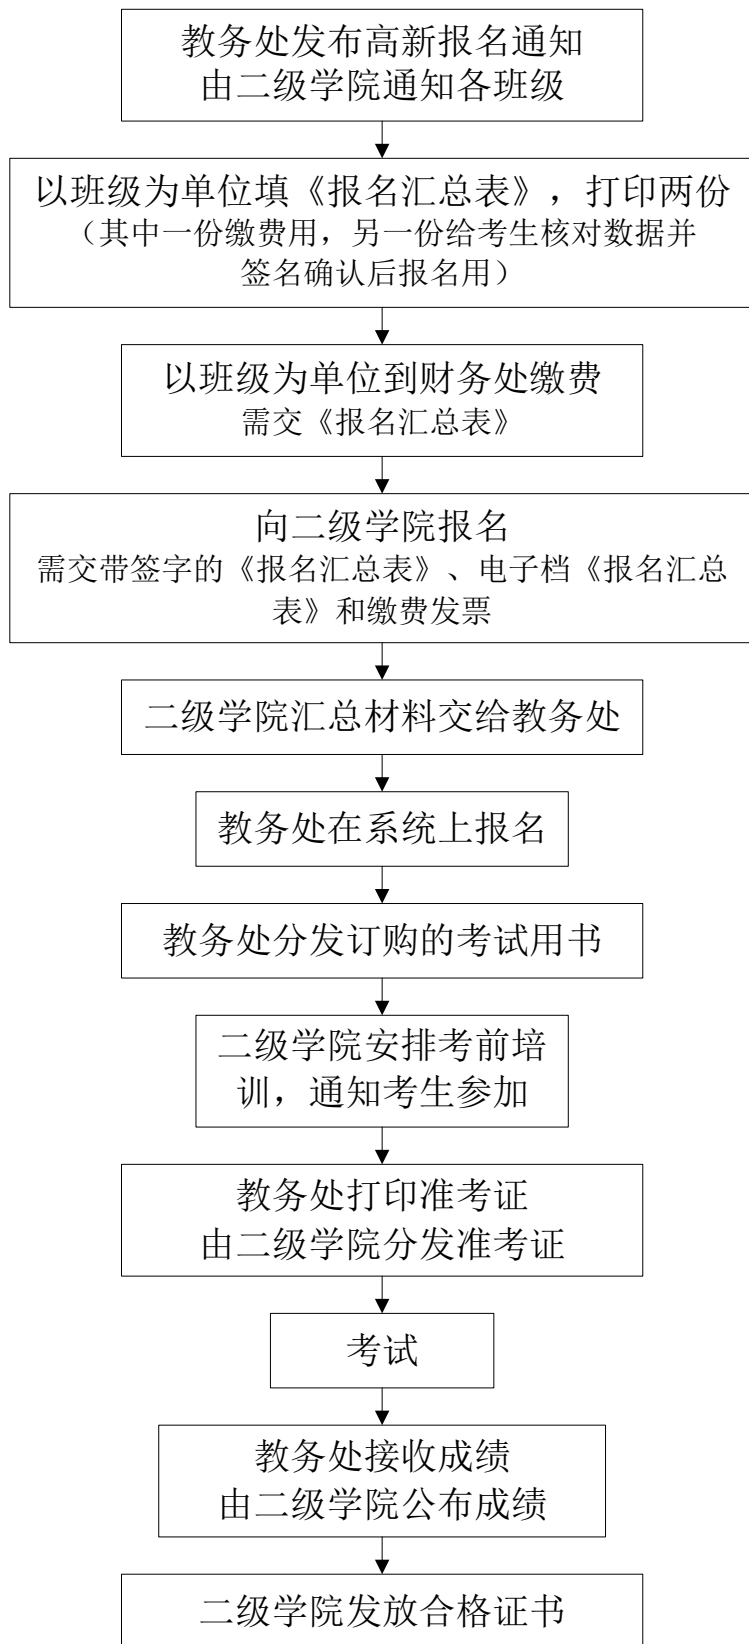 教务处发布高新报名通知
由二级学院通知各班级
以班级为单位填《报名汇总表》，打印两份
（其中一份缴费用，另一份给考生核对数据并
签名确认后报名用）
以班级为单位到财务处缴费
需交《报名汇总表》
向二级学院报名
需交带签字的《报名汇总表》、电子档《报名汇总
表》和缴费发票
二级学院汇总材料交给教务处
教务处在系统上报名
教务处分发订购的考试用书
二级学院安排考前培
训，通知考生参加
教务处打印准考证
由二级学院分发准考证
考试
教务处接收成绩
由二级学院公布成绩
二级学院发放合格证书